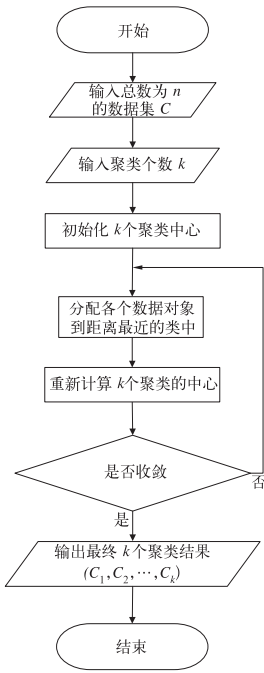 开始
输入总数为 n
的数据集 C
输入聚类个数 k
初始化 k个聚类中心
分配各个数据对象
到距离最近的类中
重新计算 k个聚类的中心
是否收敛
否
是
输出最终 k个聚类结果
(C₁,C₂,⋯,Cₖ)
结束